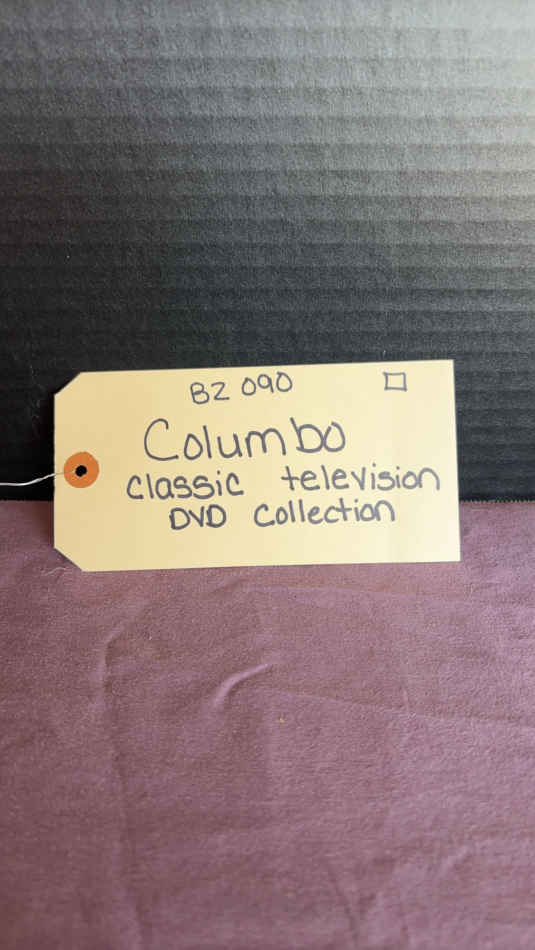 BZ 090
Columbo
classic television
DVD Collection